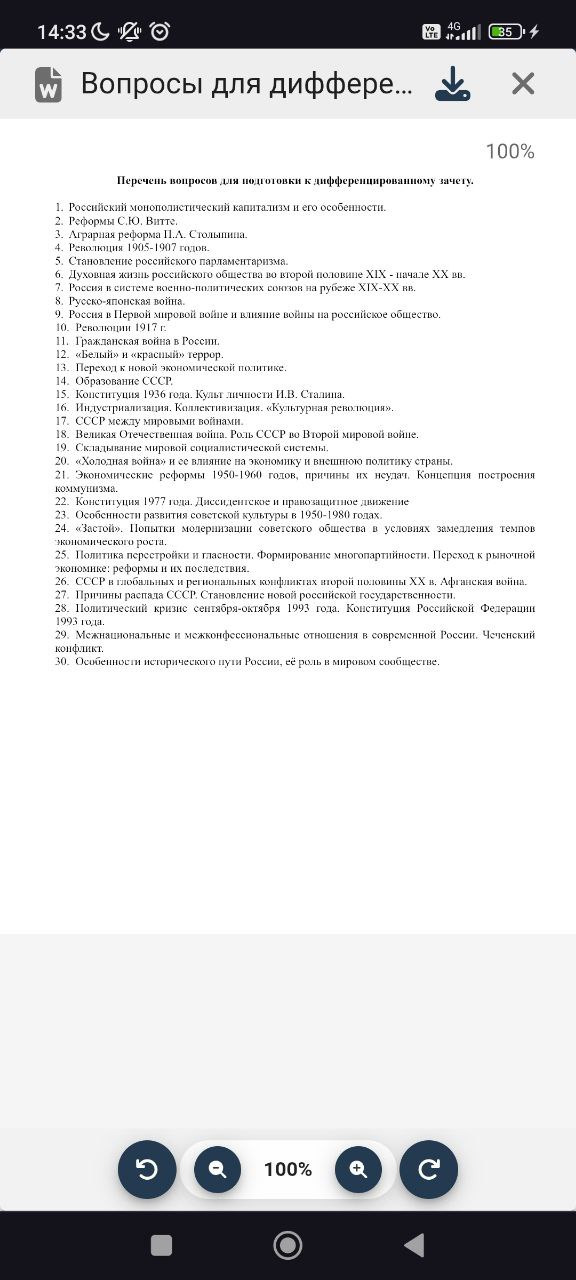 14:33
Vo LTE 4G 35
Вопросы для диффере...
100%
Перечень вопросов для подготовки к дифференцированному зачету.
1. Российский монополистический капитализм и его особенности.
2. Реформы С.Ю. Витте.
3. Аграрная реформа П.А. Столыпина.
4. Революция 1905-1907 годов.
5. Становление российского парламентаризма.
6. Духовная жизнь российского общества во второй половине XIX - начале XX вв.
7. Россия в системе военно-политических союзов на рубеже XIX-XX вв.
8. Русско-японская война.
9. Россия в Первой мировой войне и влияние войны на российское общество.
10. Революции 1917 г.
11. Гражданская война в России.
12. «Белый» и «красный» террор.
13. Переход к новой экономической политике.
14. Образование СССР.
15. Конституция 1936 года. Культ личности И.В. Сталина.
16. Индустриализация. Коллективизация. «Культурная революция».
17. СССР между мировыми войнами.
18. Великая Отечественная война. Роль СССР во Второй мировой войне.
19. Складывание мировой социалистической системы.
20. «Холодная война» и ее влияние на экономику и внешнюю политику страны.
21. Экономические реформы 1950-1960 годов, причины их неудач. Концепция построения
коммунизма.
22. Конституция 1977 года. Диссидентское и правозащитное движение
23. Особенности развития советской культуры в 1950-1980 годах.
24. «Застой». Попытки модернизации советского общества в условиях замедления темпов
экономического роста.
25. Политика перестройки и гласности. Формирование многопартийности. Переход к рыночной
экономике: реформы и их последствия.
26. СССР в глобальных и региональных конфликтах второй половины XX в. Афганская война.
27. Причины распада СССР. Становление новой российской государственности.
28. Политический кризис сентября-октября 1993 года. Конституция Российской Федерации
1993 года.
29. Межнациональные и межконфессиональные отношения в современной России. Чеченский
конфликт.
30. Особенности исторического пути России, её роль в мировом сообществе.
100%